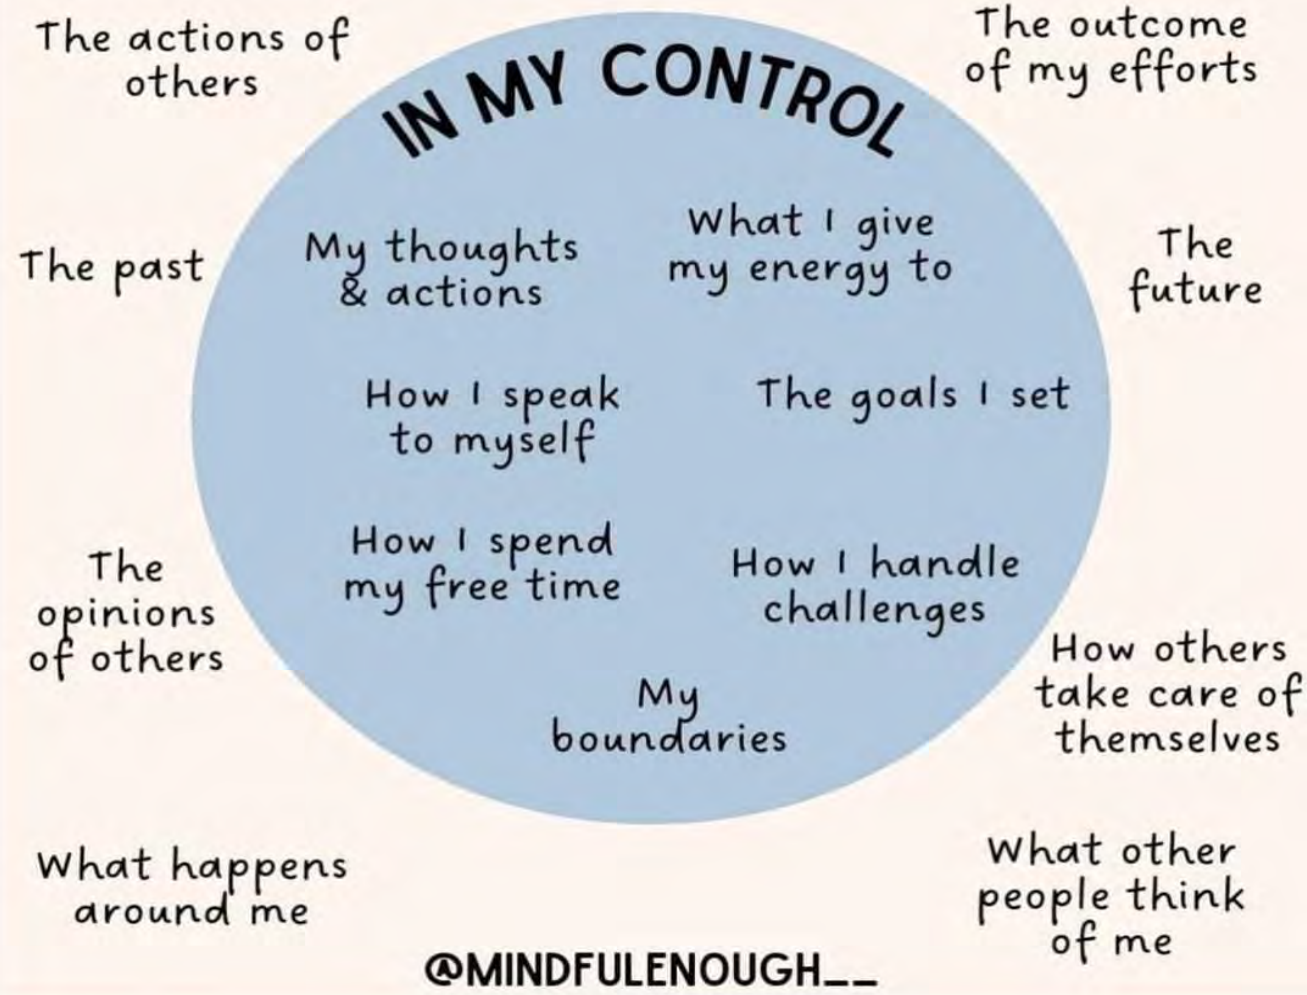 The actions of
others
The outcome
of my efforts
IN MY CONTROL
The past
My thoughts
& actions
What I give
my energy to
The
future
How I speak
to myself
The goals I set
The
opinions
of others
How I spend
my free time
How I handle
challenges
How others
take care of
themselves
My
boundaries
What happens
around me
What other
people think
of me
@MINDFULENOUGH__